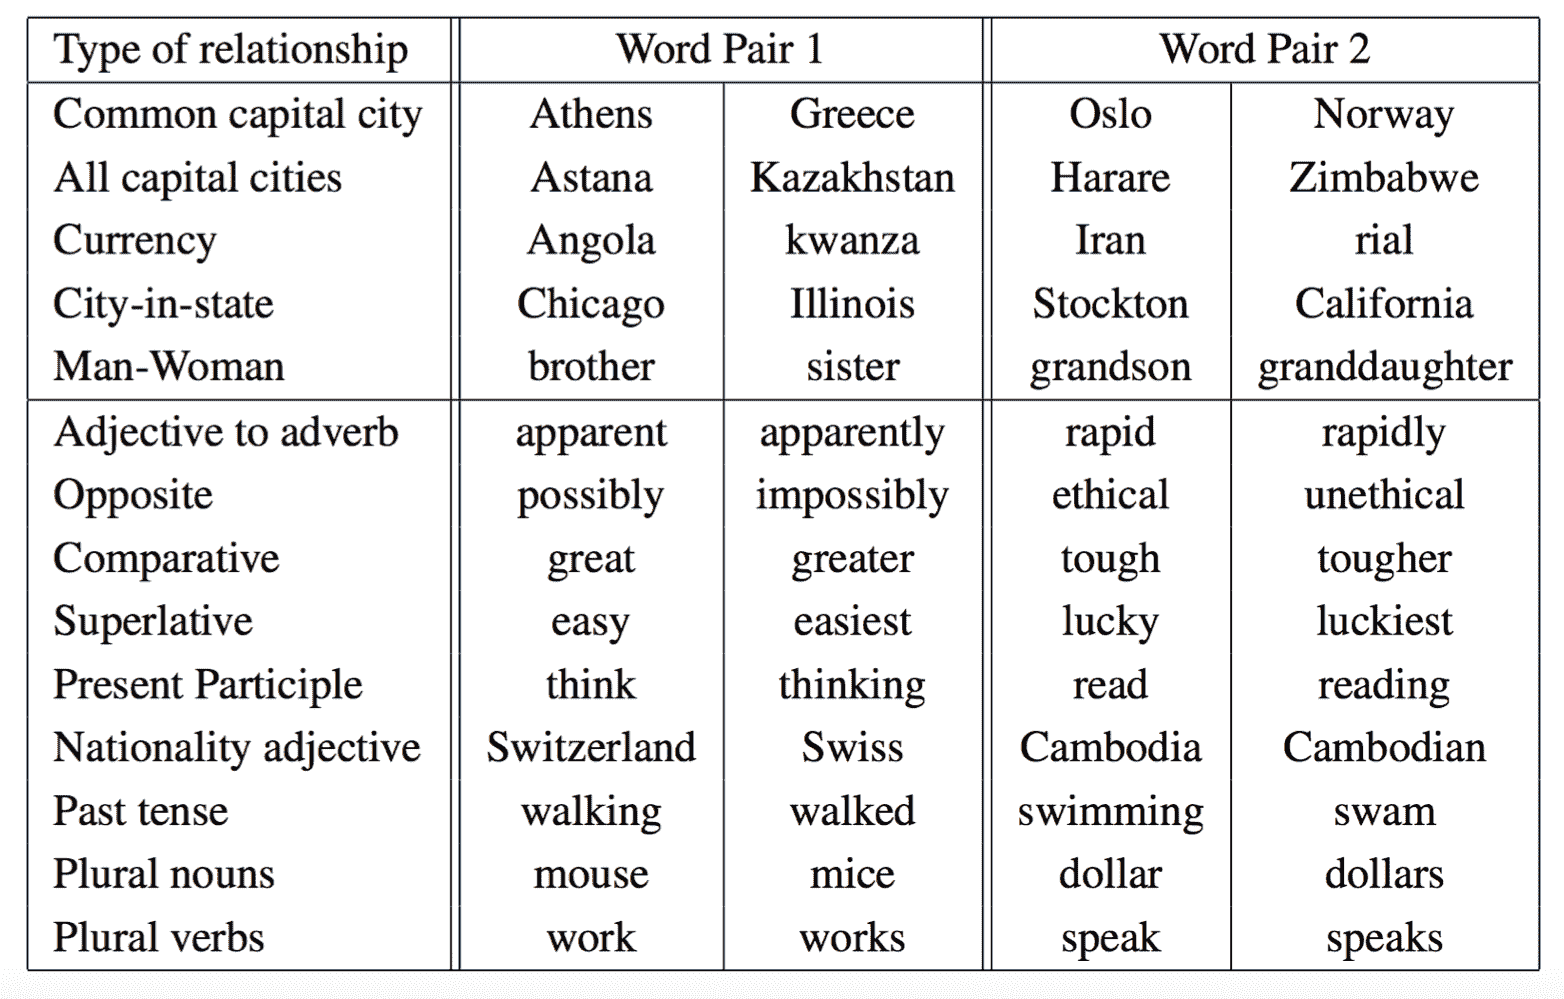 Type of relationship Word Pair 1 Word Pair 2
Common capital city Athens Greece Oslo Norway
All capital cities Astana Kazakhstan Harare Zimbabwe
Currency Angola kwanza Iran rial
City-in-state Chicago Illinois Stockton California
Man-Woman brother sister grandson granddaughter
Adjective to adverb apparent apparently rapid rapidly
Opposite possibly impossibly ethical unethical
Comparative great greater tough tougher
Superlative easy easiest lucky luckiest
Present Participle think thinking read reading
Nationality adjective Switzerland Swiss Cambodia Cambodian
Past tense walking walked swimming swam
Plural nouns mouse mice dollar dollars
Plural verbs work works speak speaks